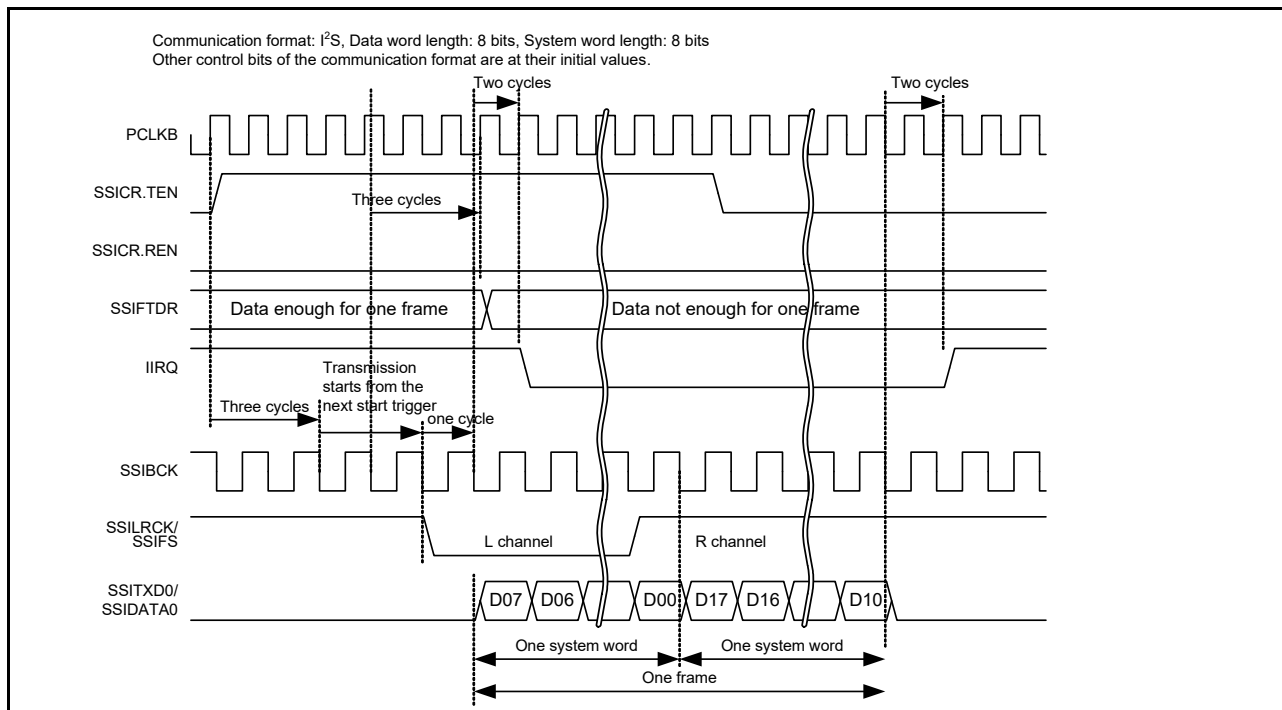 Communication format: I²S, Data word length: 8 bits, System word length: 8 bits
Other control bits of the communication format are at their initial values.
Two cycles
Two cycles
PCLKB
SSICR.TEN
Three cycles
SSICR.REN
SSIFTDR
Data enough for one frame
Data not enough for one frame
IIRQ
Transmission
starts from the
next start trigger
Three cycles
one cycle
SSIBCK
SSILRCK/
SSIFS
L channel
R channel
SSITXD0/
SSIDATA0
D07
D06
D00
D17
D16
D10
One system word
One system word
One frame